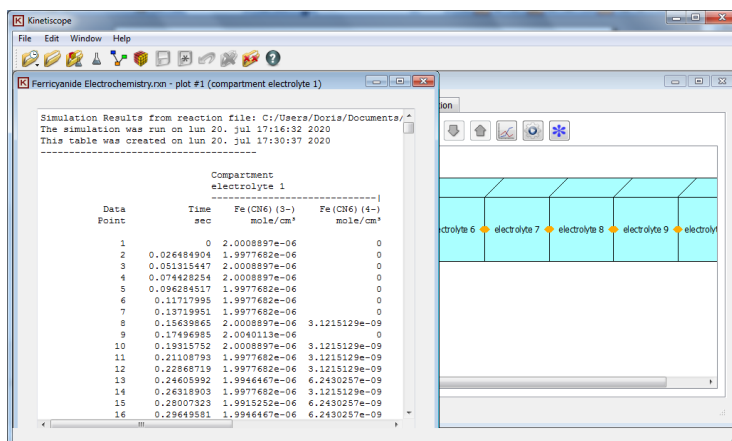 Kinetiscope
File Edit Window Help
Ferricyanide Electrochemistry.rxn - plot #1 (compartment electrolyte 1)
Simulation Results from reaction file: C:/Users/Doris/Documents/
The simulation was run on lun 20. jul 17:16:32 2020
This table was created on lun 20. jul 17:30:37 2020
---------------------------------------
Compartment
electrolyte 1
-----------------------------|
Data Time Fe(CN6)(3-) Fe(CN6)(4-)
Point sec mole/cm³ mole/cm³
1 0 2.0008897e-06 0
2 0.026484904 1.9977682e-06 0
3 0.051315447 2.0008897e-06 0
4 0.074428254 2.0008897e-06 0
5 0.096284517 1.9977682e-06 0
6 0.11717995 1.9977682e-06 0
7 0.13719951 1.9977682e-06 0
8 0.15639865 2.0008897e-06 3.1215129e-09
9 0.17496985 2.0040113e-06 0
10 0.19315752 2.0008897e-06 3.1215129e-09
11 0.21108793 1.9977682e-06 3.1215129e-09
12 0.22868719 1.9977682e-06 3.1215129e-09
13 0.24605992 1.9946467e-06 6.2430257e-09
14 0.26318903 1.9977682e-06 3.1215129e-09
15 0.28007323 1.9915252e-06 6.2430257e-09
16 0.29649581 1.9946467e-06 6.2430257e-09
tion
ectrolyte 6 electrolyte 7 electrolyte 8 electrolyte 9 electrolyt